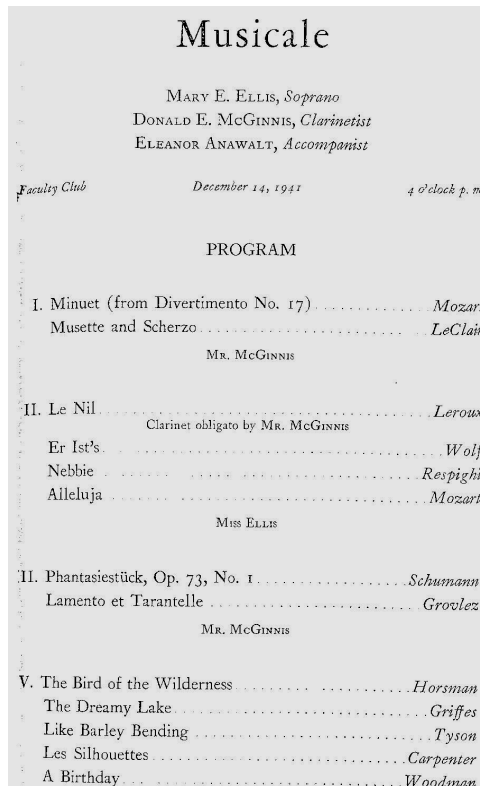 Musicale
MARY E. ELLIS, Soprano
DONALD E. MCGINNIS, Clarinetist
ELEANOR ANAWALT, Accompanist
Faculty Club December 14, 1941 4 o'clock p. m
PROGRAM
I. Minuet (from Divertimento No. 17) . . . . . . . . . . . Mozart
Musette and Scherzo . . . . . . . . . . . . . . . . . . . . . . LeClair
MR. MCGINNIS
II. Le Nil . . . . . . . . . . . . . . . . . . . . . . . . . . . . . . . . Leroux
Clarinet obligato by MR. MCGINNIS
Er Ist's . . . . . . . . . . . . . . . . . . . . . . . . . . . . . . . . Wolf
Nebbie . . . . . . . . . . . . . . . . . . . . . . . . . . . . Respighi
Alleluja . . . . . . . . . . . . . . . . . . . . . . . . . . . . . . Mozart
MISS ELLIS
II. Phantasiestück, Op. 73, No. 1 . . . . . . . . . . . . . . Schumann
Lamento et Tarantelle . . . . . . . . . . . . . . . . . . . Grovlez
MR. MCGINNIS
V. The Bird of the Wilderness . . . . . . . . . . . . . . . . Horsman
The Dreamy Lake . . . . . . . . . . . . . . . . . . . . . . . . Griffes
Like Barley Bending . . . . . . . . . . . . . . . . . . . . . . Tyson
Les Silhouettes . . . . . . . . . . . . . . . . . . . . . . . Carpenter
A Birthday . . . . . . . . . . . . . . . . . . . . . . . . . . Woodman